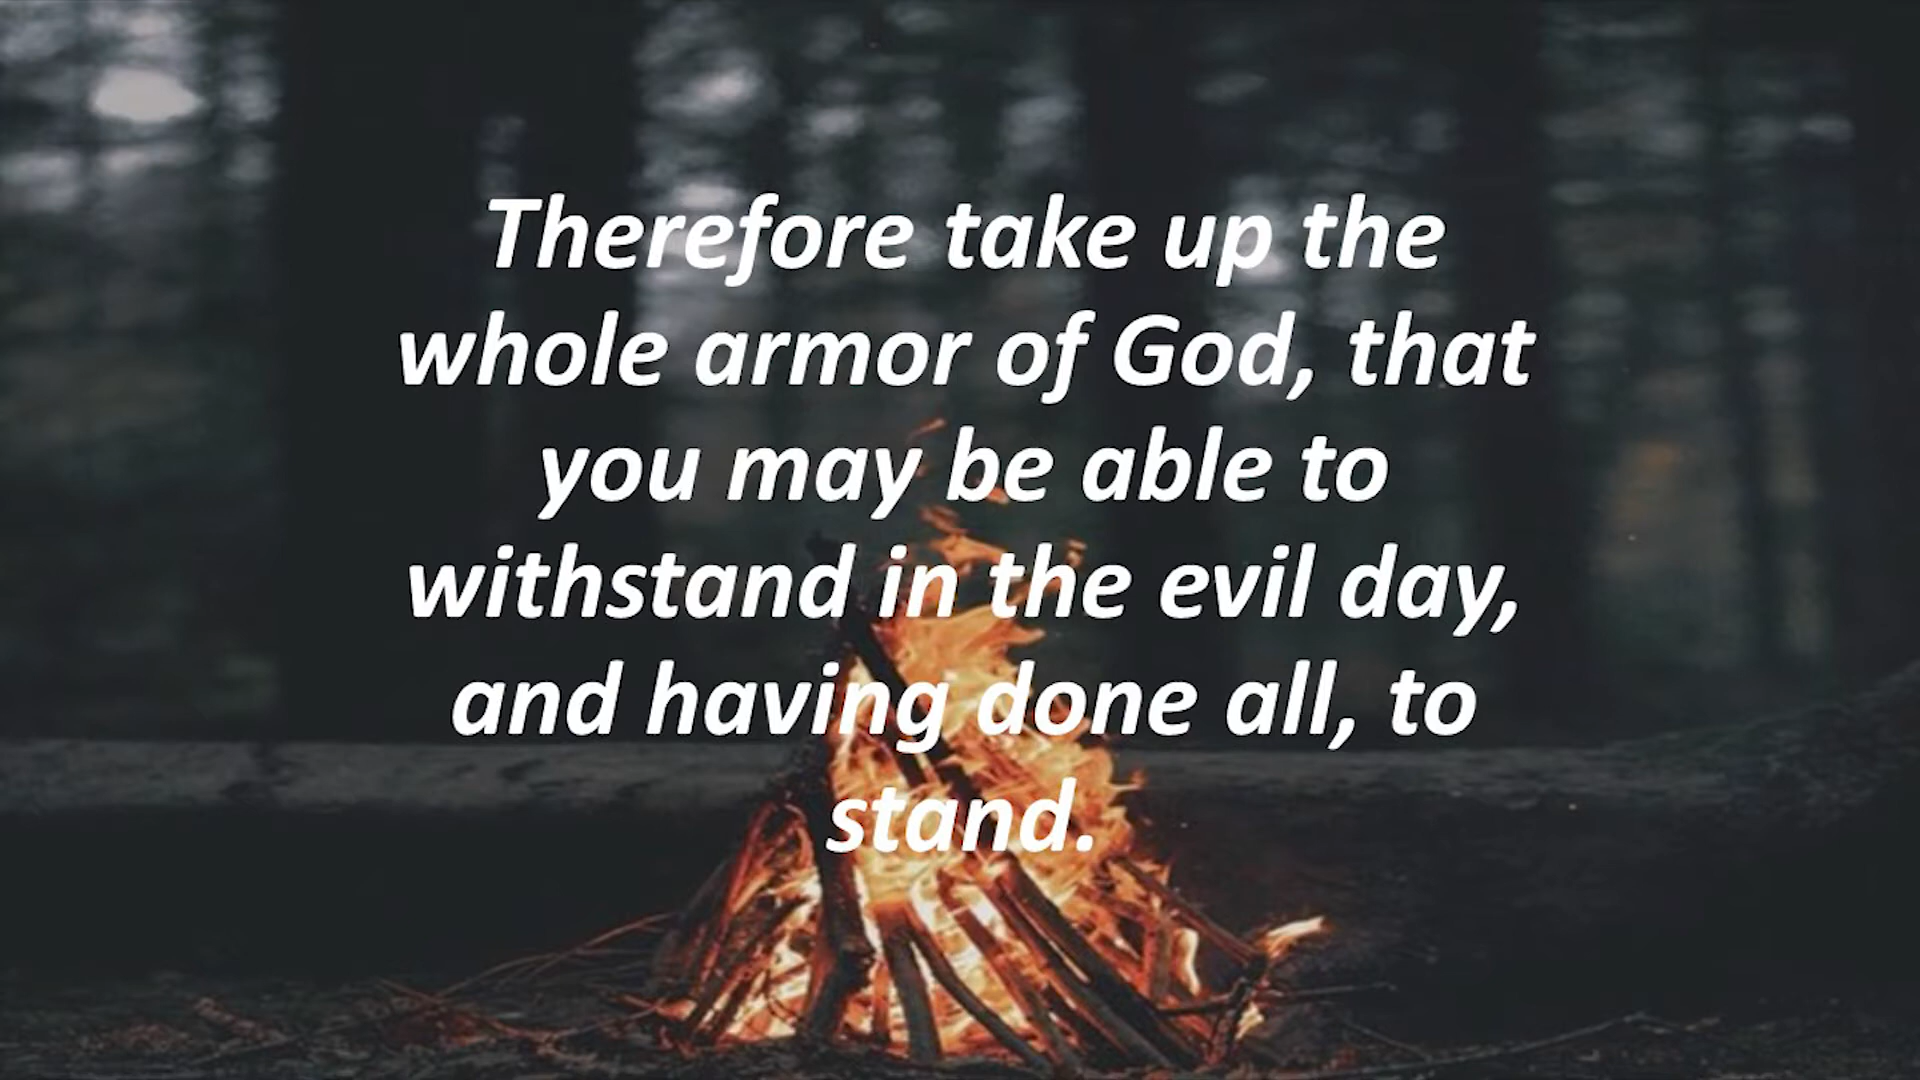 Therefore take up the
whole armor of God, that
you may be able to
withstand in the evil day,
and having done all, to
stand.